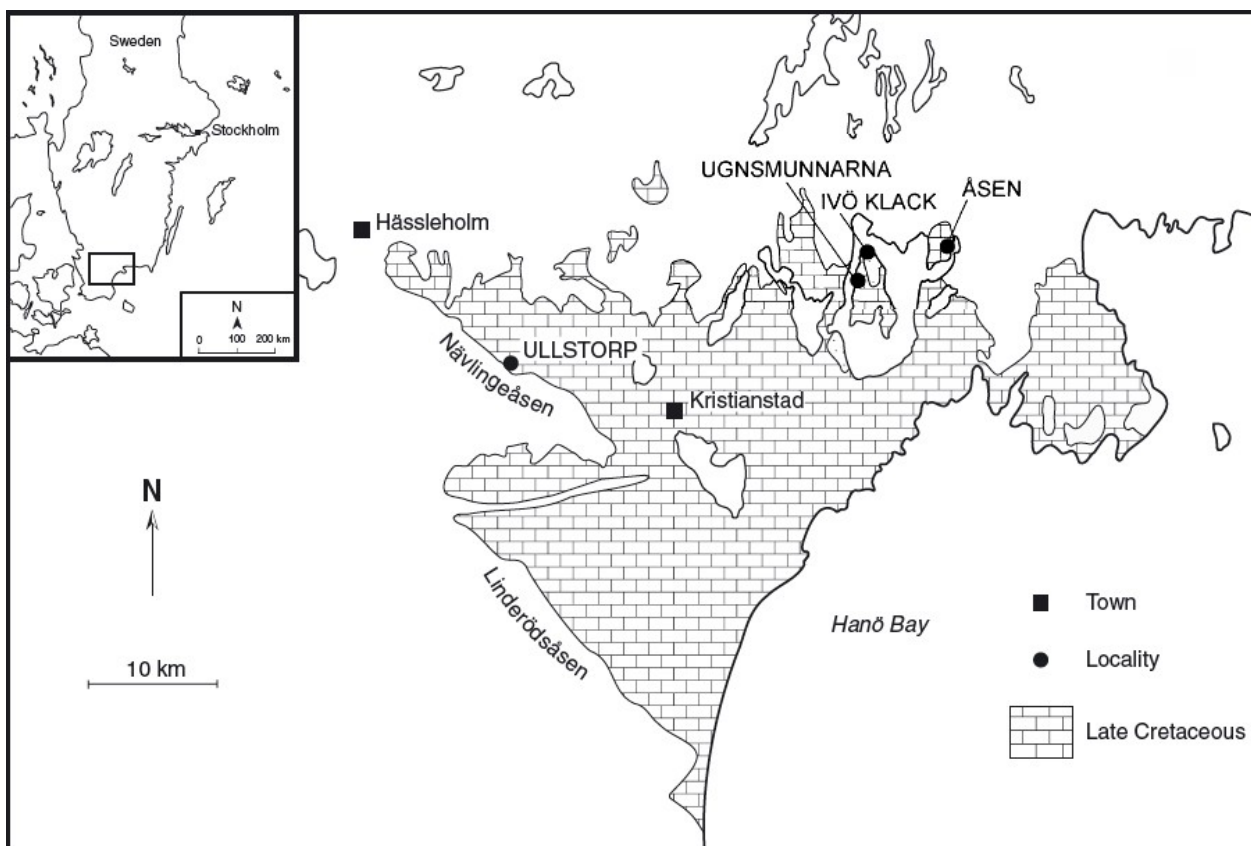 Sweden
Stockholm
N
0 100 200 km
UGNSMUNNARNA
IVÖ KLACK
ÅSEN
Hässleholm
Nävlingeåsen
ULLSTORP
Kristianstad
N
10 km
Linderödsåsen
Hanö Bay
Town
Locality
Late Cretaceous